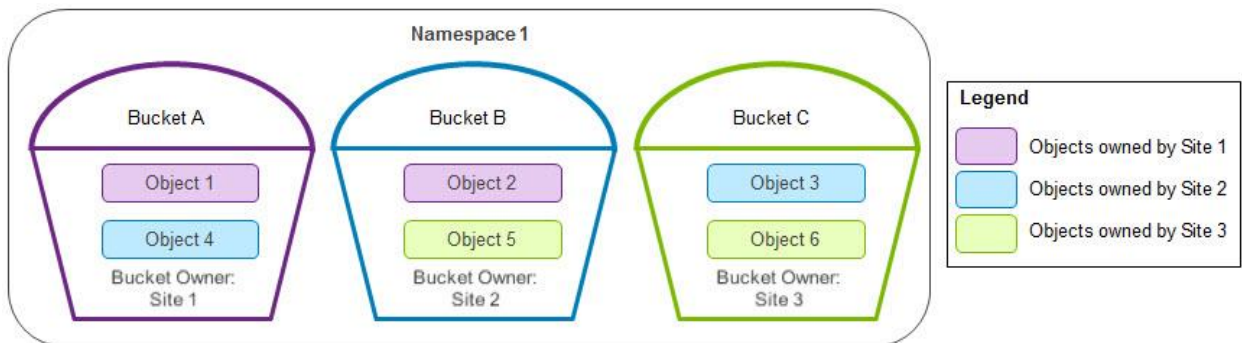 Namespace 1
Bucket A
Object 1
Object 4
Bucket Owner:
Site 1
Bucket B
Object 2
Object 5
Bucket Owner:
Site 2
Bucket C
Object 3
Object 6
Bucket Owner:
Site 3
Legend
Objects owned by Site 1
Objects owned by Site 2
Objects owned by Site 3